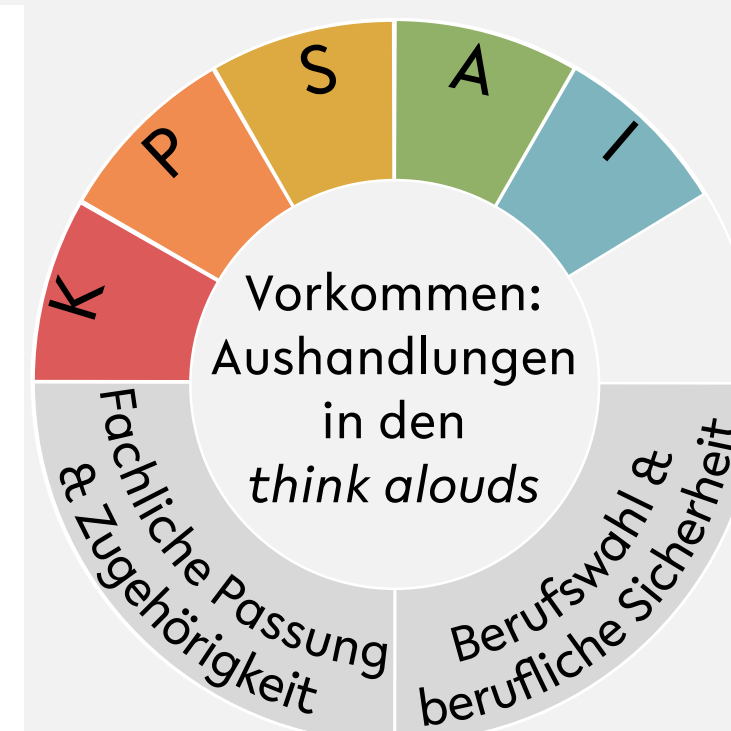 K
P
S
A
I
Vorkommen:
Aushandlungen
in den
think alouds
Fachliche Passung
& Zugehörigkeit
Berufswahl &
berufliche Sicherheit